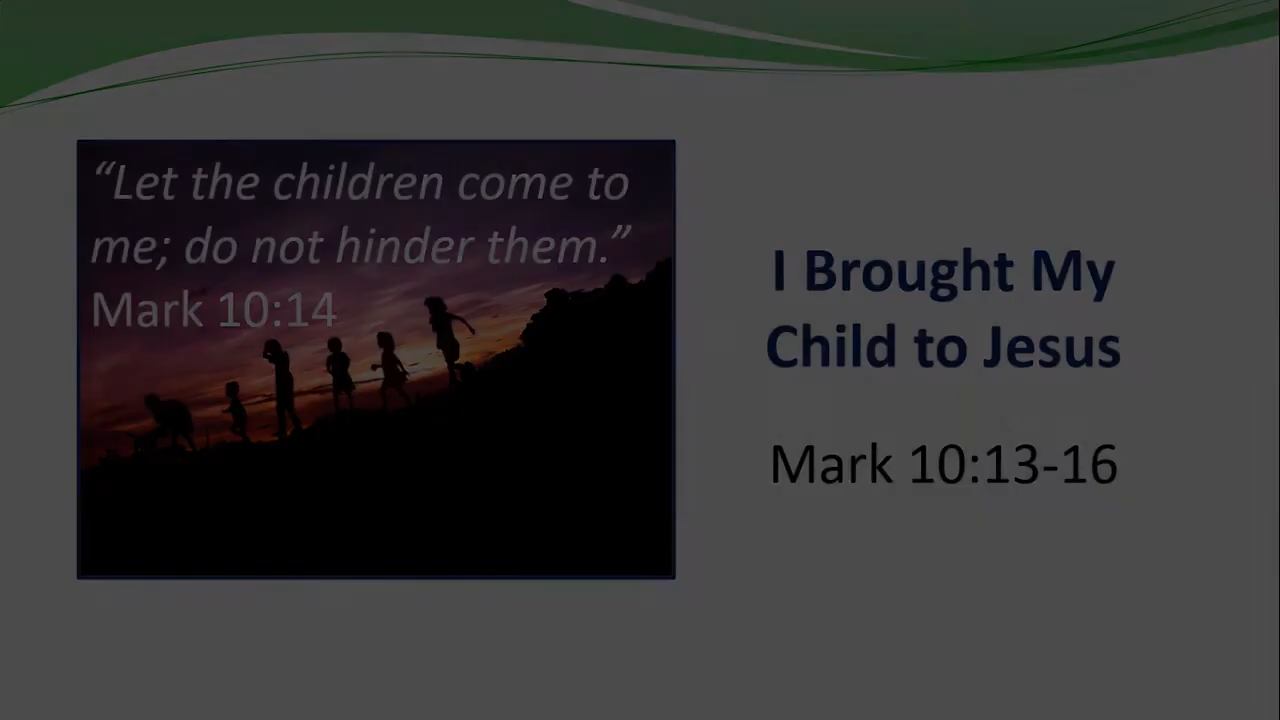 “Let the children come to
me; do not hinder them.”
Mark 10:14
I Brought My
Child to Jesus
Mark 10:13-16